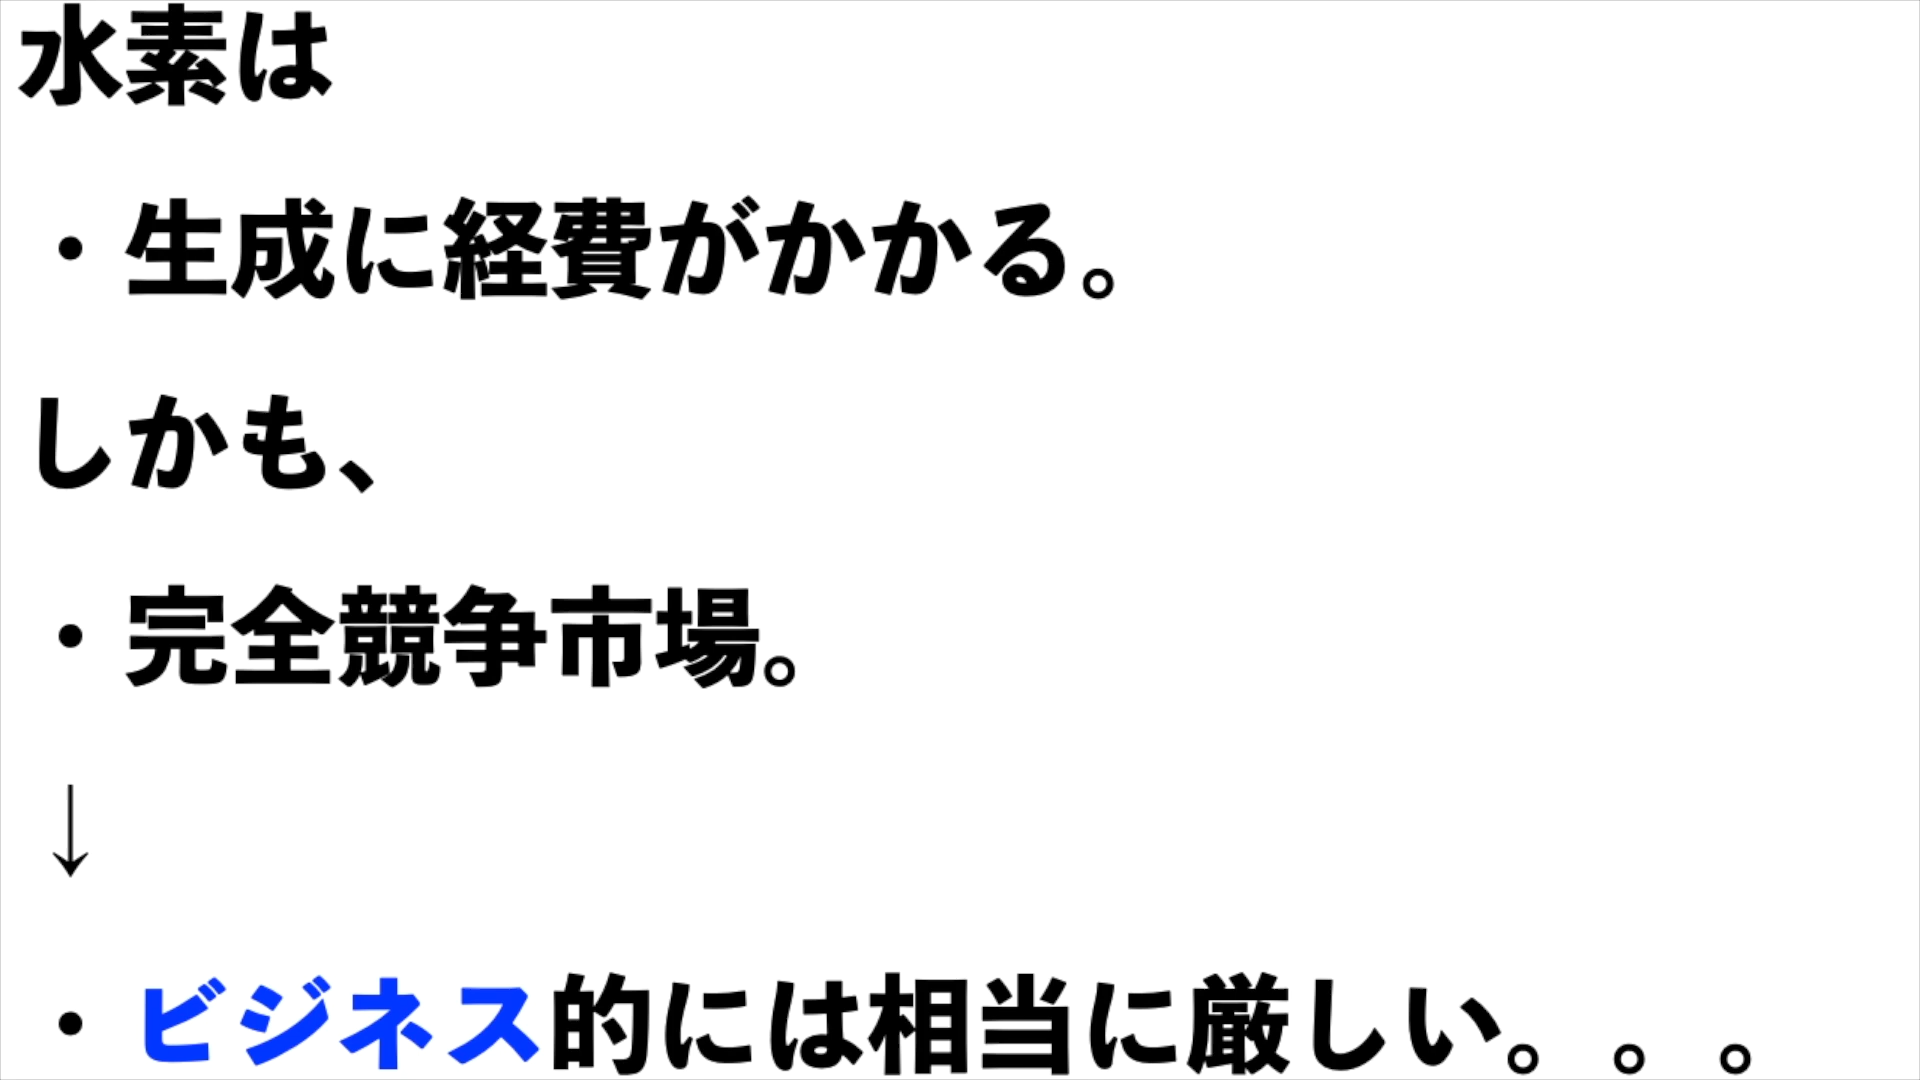 水素は
・生成に経費がかかる。
しかも、
・完全競争市場。
↓
・ビジネス的には相当に厳しい。。。